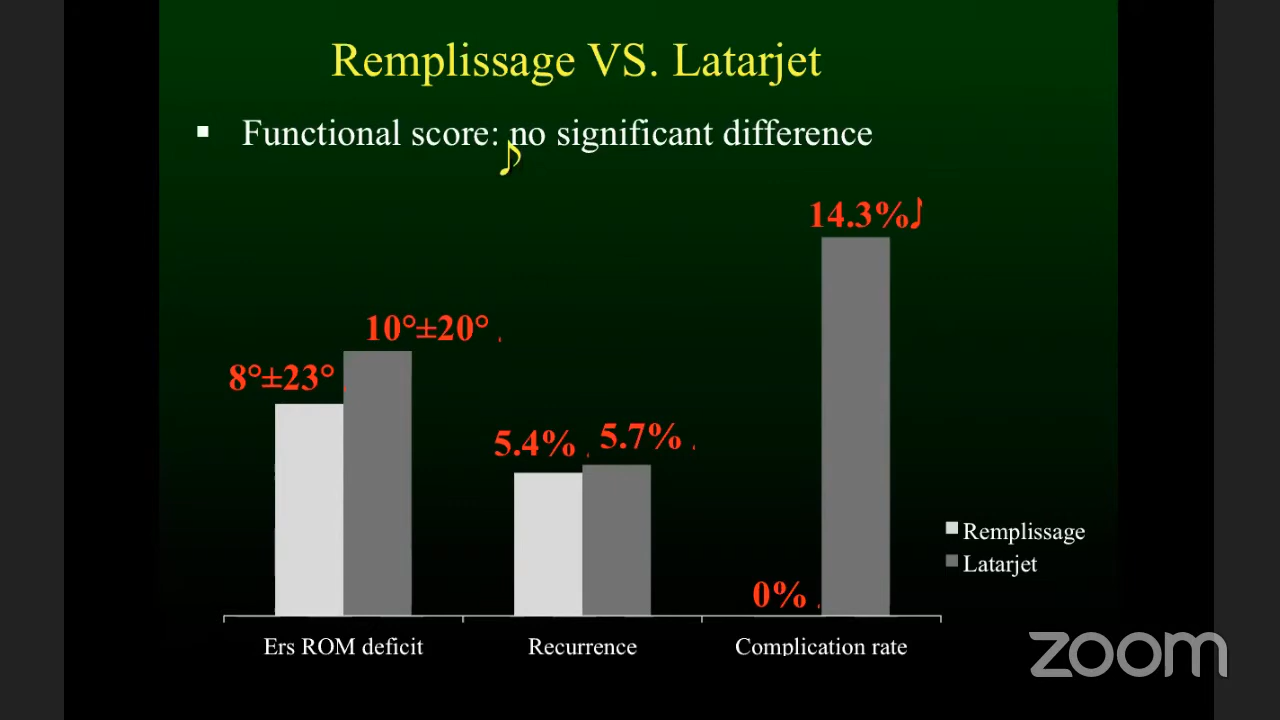 Remplissage VS. Latarjet
▪ Functional score: no significant difference
♪
14.3%♪
10°±20°
8°±23°
5.4%
5.7%
0%
Remplissage
Latarjet
Ers ROM deficit
Recurrence
Complication rate
zoom